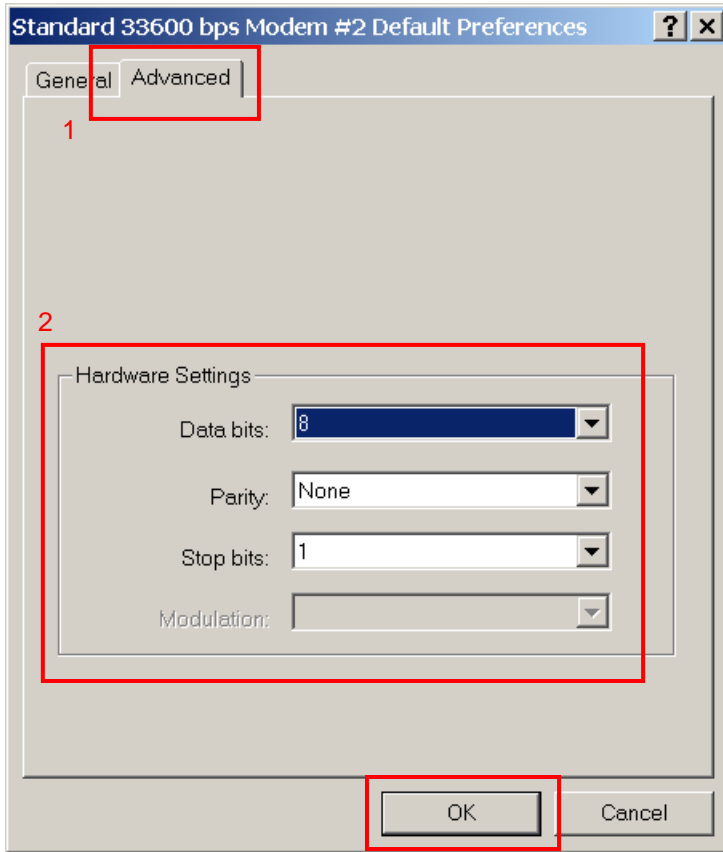 Standard 33600 bps Modem #2 Default Preferences
General Advanced
1
2
Hardware Settings
Data bits: 8
Parity: None
Stop bits: 1
Modulation:
OK Cancel